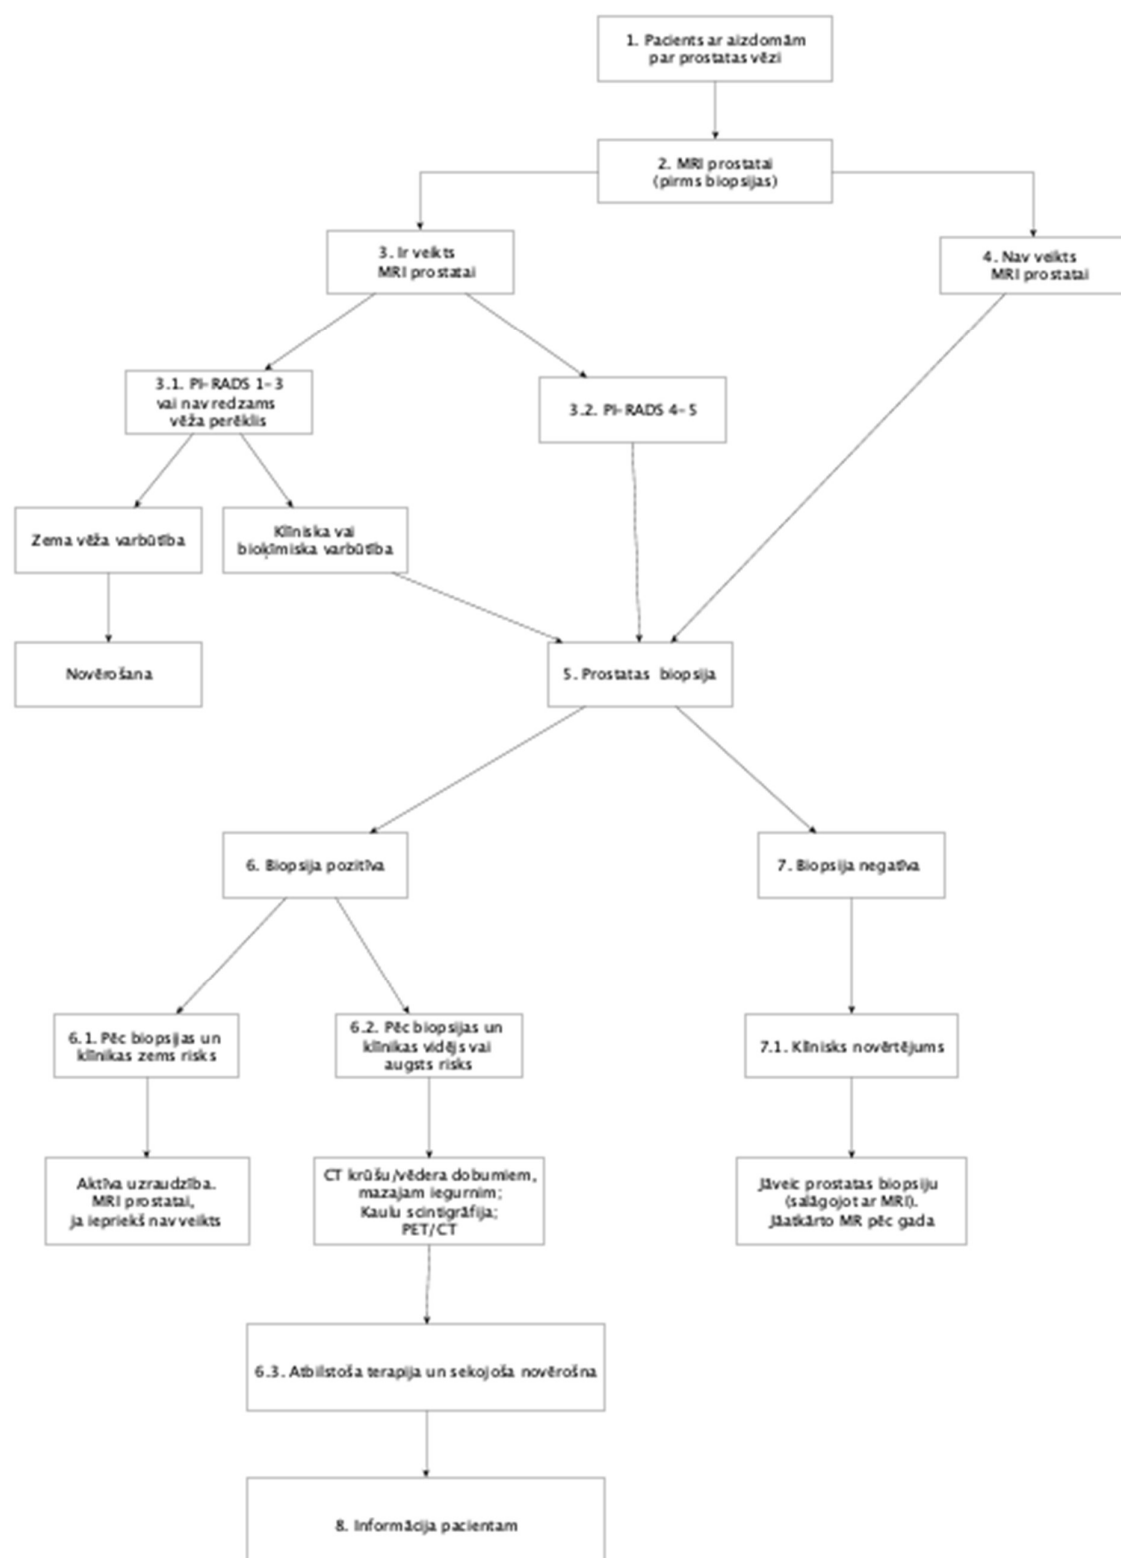 1. Pacients ar aizdomām
par prostatas vēzi
2. MRI prostatai
(pirms biopsijas)
3. Ir veikts
MRI prostatai
4. Nav veikts
MRI prostatai
3.1. PI-RADS 1-3
vai nav redzams
vēža perēklis
3.2. PI-RADS 4-5
Zema vēža varbūtība
Klīniska vai
bioķīmiska varbūtība
Novērošana
5. Prostatas biopsija
6. Biopsija pozitīva
7. Biopsija negatīva
6.1. Pēc biopsijas un
klīnikas zems risks
6.2. Pēc biopsijas un
klīnikas vidējs vai
augsts risks
7.1. Klīnisks novērtējums
Aktīva uzraudzība.
MRI prostatai,
ja iepriekš nav veikts
CT krūšu/vēdera dobumiem,
mazajam iegurnim;
Kaulu scintigrāfija;
PET/CT
Jāveic prostatas biopsiju
(salāgojot ar MRI).
Jāatkārto MR pēc gada
6.3. Atbilstoša terapija un sekojoša novērošna
8. Informācija pacientam